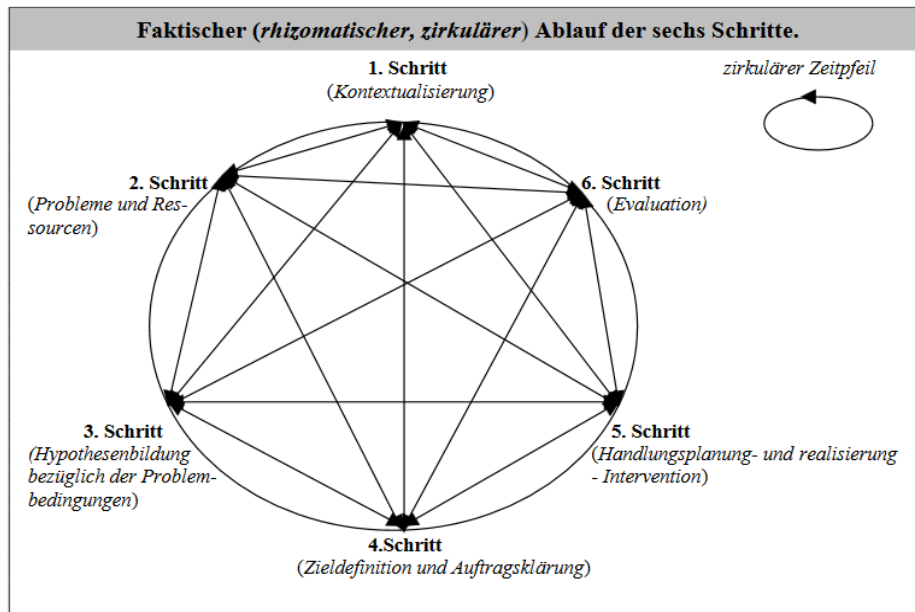 Faktischer (rhizomatischer, zirkulärer) Ablauf der sechs Schritte.
1. Schritt
(Kontextualisierung)
zirkulärer Zeitpfeil
2. Schritt
(Probleme und Res-
sourcen)
6. Schritt
(Evaluation)
3. Schritt
(Hypothesenbildung
bezüglich der Problem-
bedingungen)
5. Schritt
(Handlungsplanung- und realisierung
- Intervention)
4.Schritt
(Zieldefinition und Auftragsklärung)